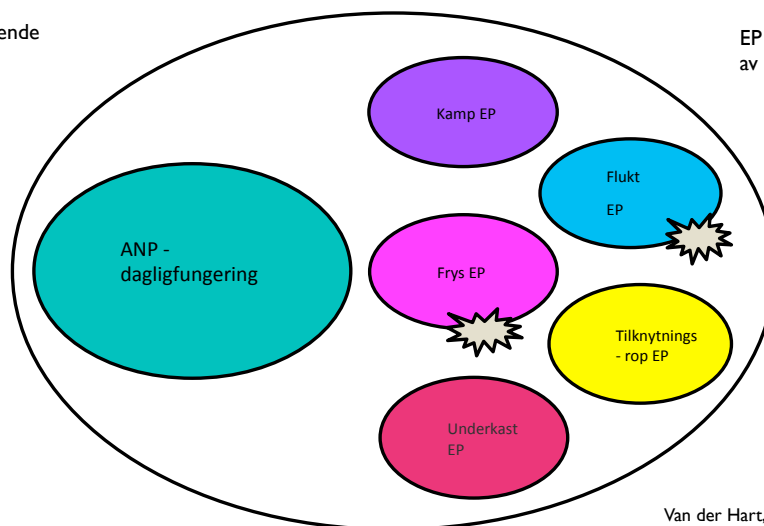 ende
EP
av
Kamp EP
Flukt
EP
ANP -
dagligfungering
Frys EP
Tilknytnings
- rop EP
Underkast
EP
Van der Hart,